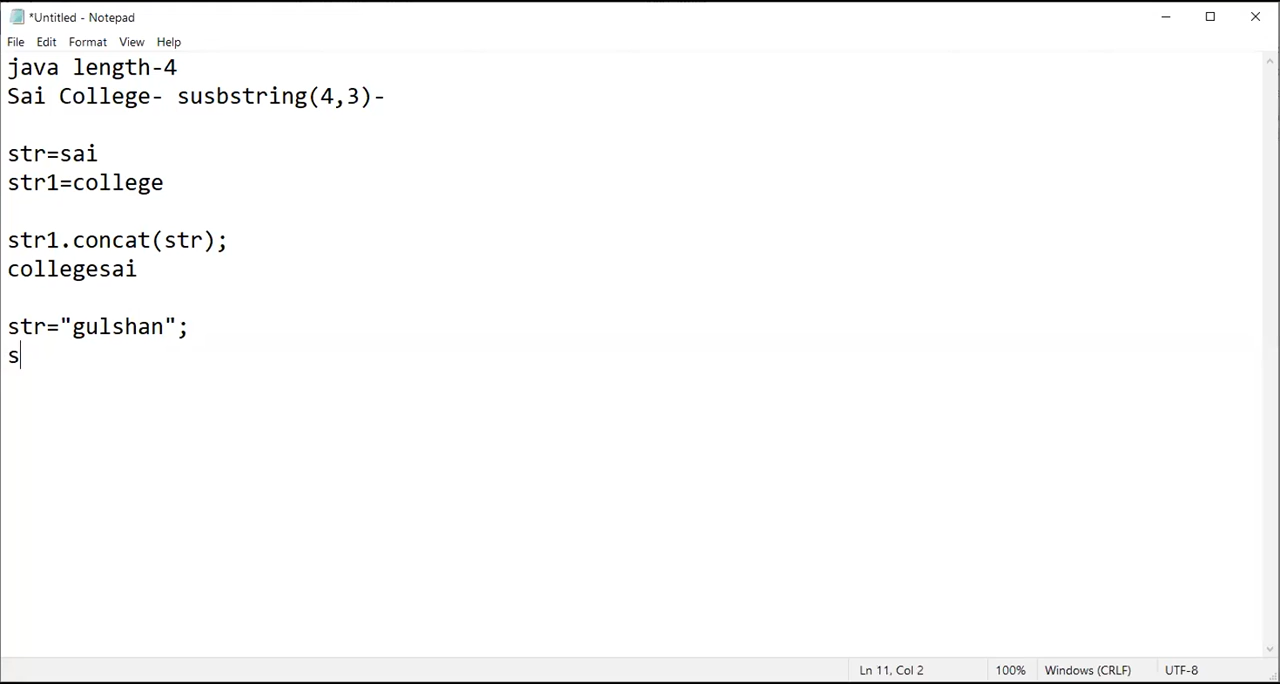 *Untitled - Notepad
File Edit Format View Help
java length-4
Sai College- susbstring(4,3)-
str=sai
str1=college
str1.concat(str);
collegesai
str="gulshan";
s
Ln 11, Col 2 100% Windows (CRLF) UTF-8